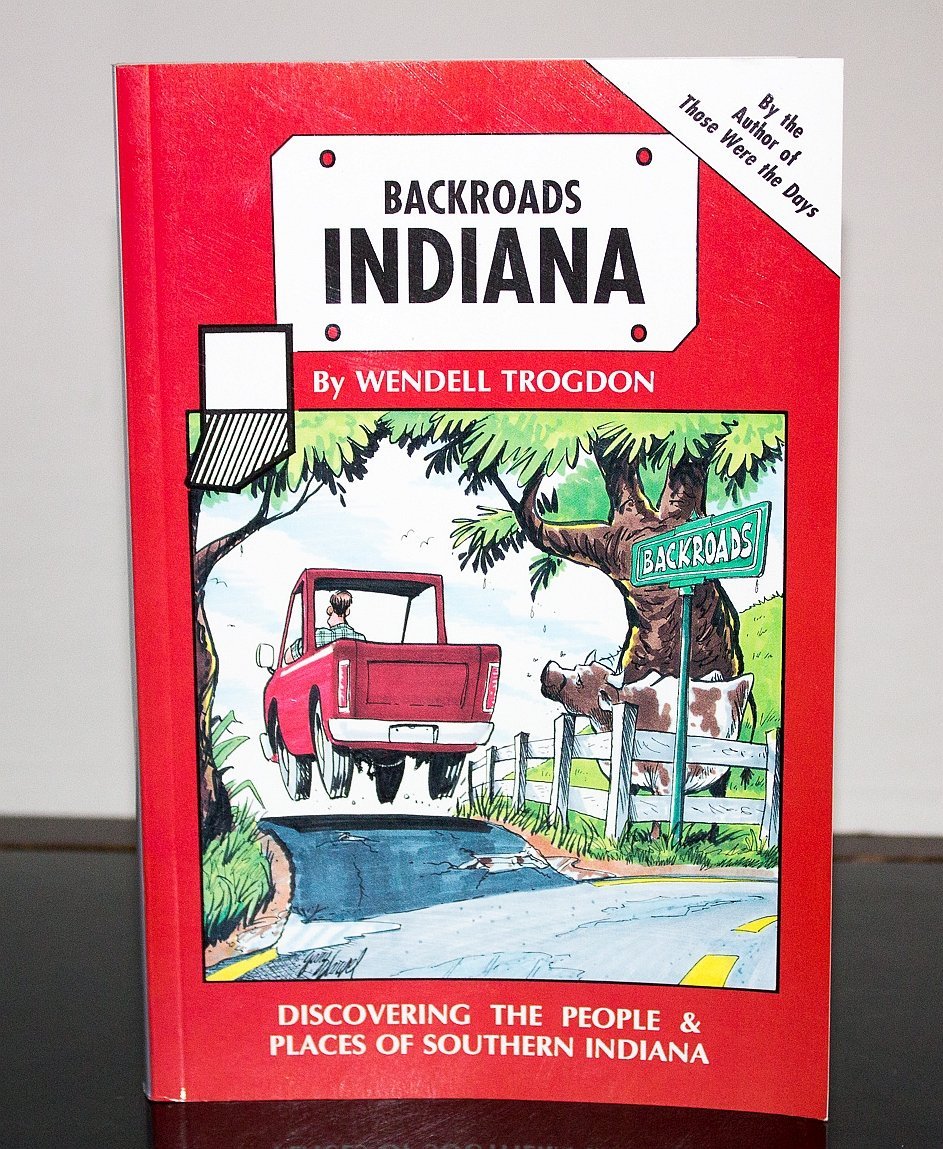 By the
Author of
Those Were the Days
BACKROADS
INDIANA
By WENDELL TROGDON
BACKROADS
DISCOVERING THE PEOPLE &
PLACES OF SOUTHERN INDIANA